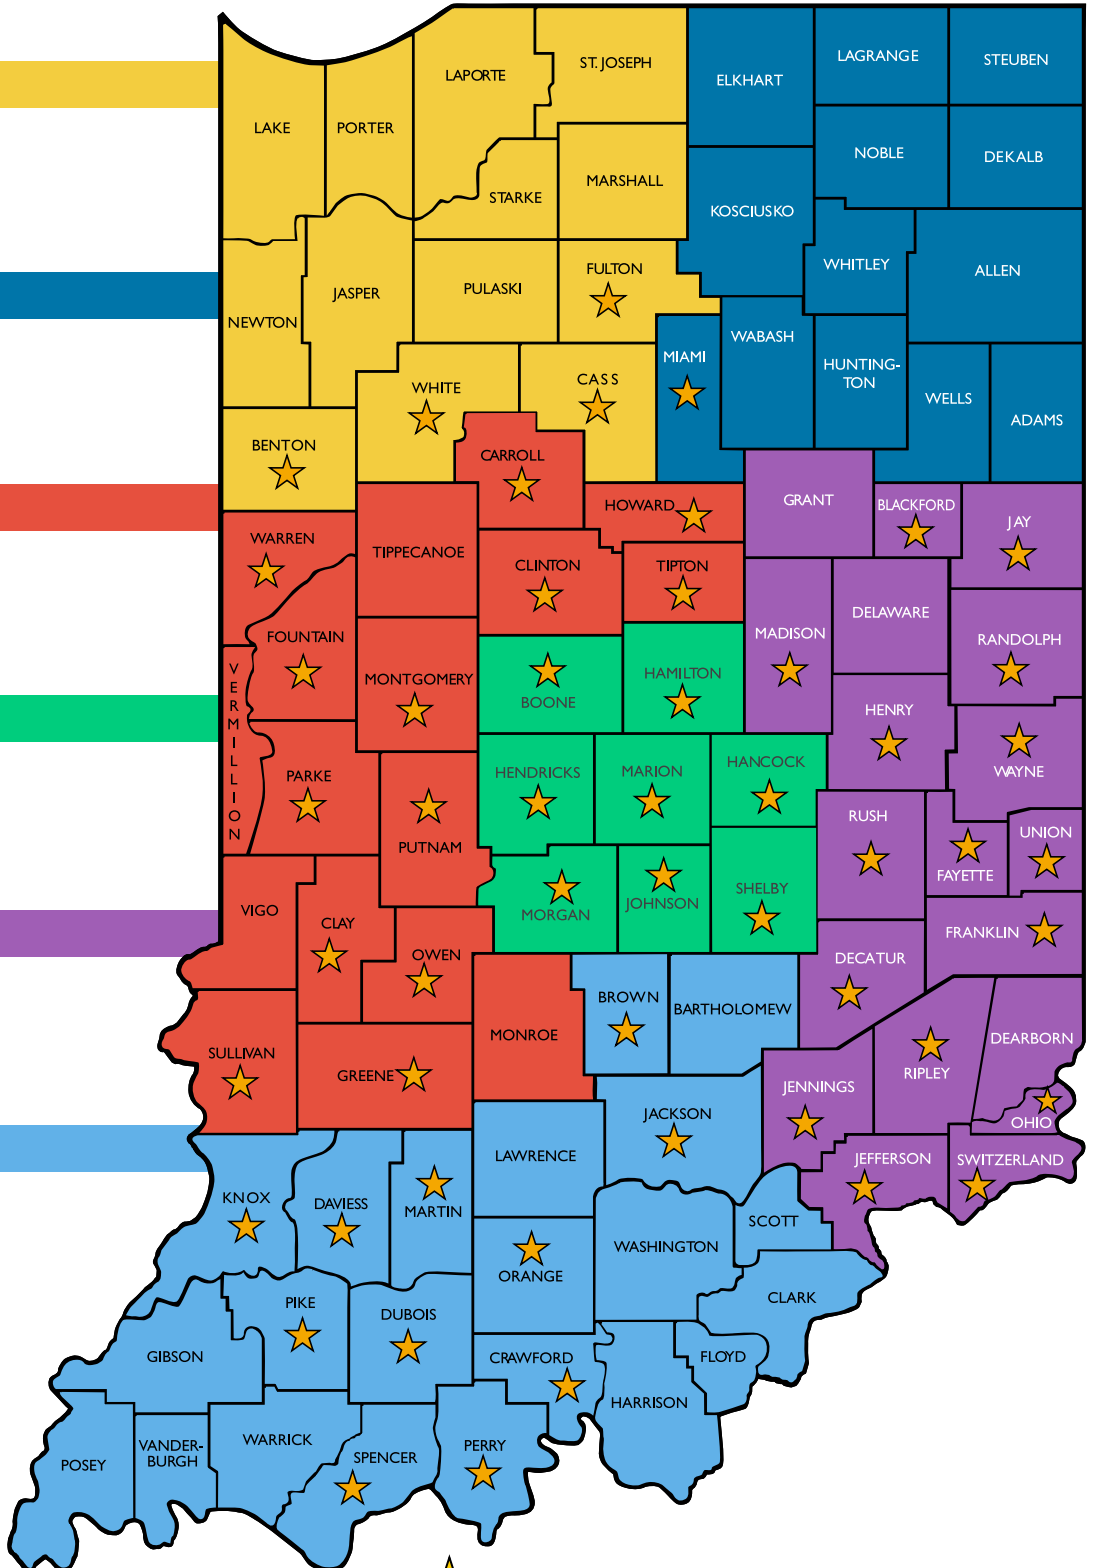 LAGRANGE
STEUBEN
ST. JOSEPH
LAPORTE
ELKHART
LAKE
PORTER
NOBLE
DEKALB
MARSHALL
STARKE
KOSCIUSKO
WHITLEY
ALLEN
FULTON
PULASKI
JASPER
NEWTON
WABASH
MIAMI
HUNTING-
TON
CASS
WHITE
WELLS
ADAMS
BENTON
CARROLL
GRANT
HOWARD
BLACKFORD
JAY
WARREN
TIPPECANOE
CLINTON
TIPTON
DELAWARE
FOUNTAIN
MADISON
RANDOLPH
VERMILLION
MONTGOMERY
HAMILTON
BOONE
HENRY
PARKE
HENDRICKS
MARION
HANCOCK
WAYNE
RUSH
UNION
PUTNAM
FAYETTE
SHELBY
JOHNSON
VIGO
MORGAN
CLAY
FRANKLIN
OWEN
DECATUR
BROWN
BARTHOLOMEW
MONROE
DEARBORN
SULLIVAN
GREENE
RIPLEY
JENNINGS
JACKSON
OHIO
LAWRENCE
JEFFERSON
SWITZERLAND
KNOX
DAVIESS
MARTIN
SCOTT
WASHINGTON
ORANGE
PIKE
DUBOIS
CLARK
GIBSON
CRAWFORD
FLOYD
HARRISON
WARRICK
VANDER-
BURGH
PERRY
SPENCER
POSEY